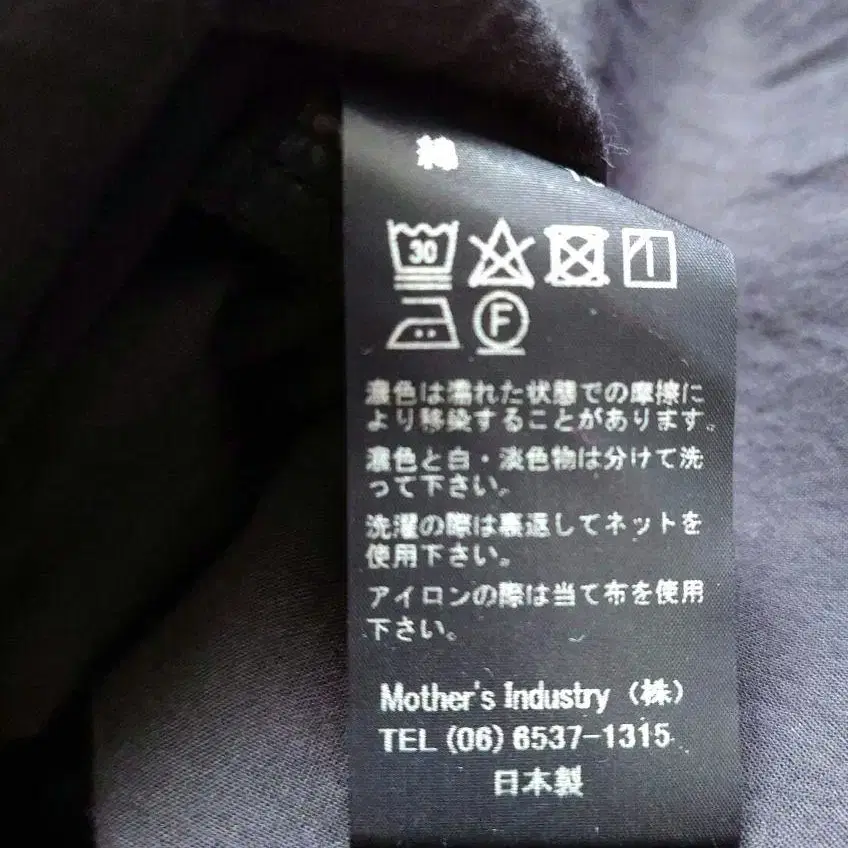 綿
30
F
濃色は濡れた状態での摩擦に
より移染することがあります。
濃色と白・淡色物は分けて洗
って下さい。
洗濯の際は裏返してネットを
使用下さい。
アイロンの際は当て布を使用
下さい。
Mother's Industry (株)
TEL (06) 6537-1315
日本製